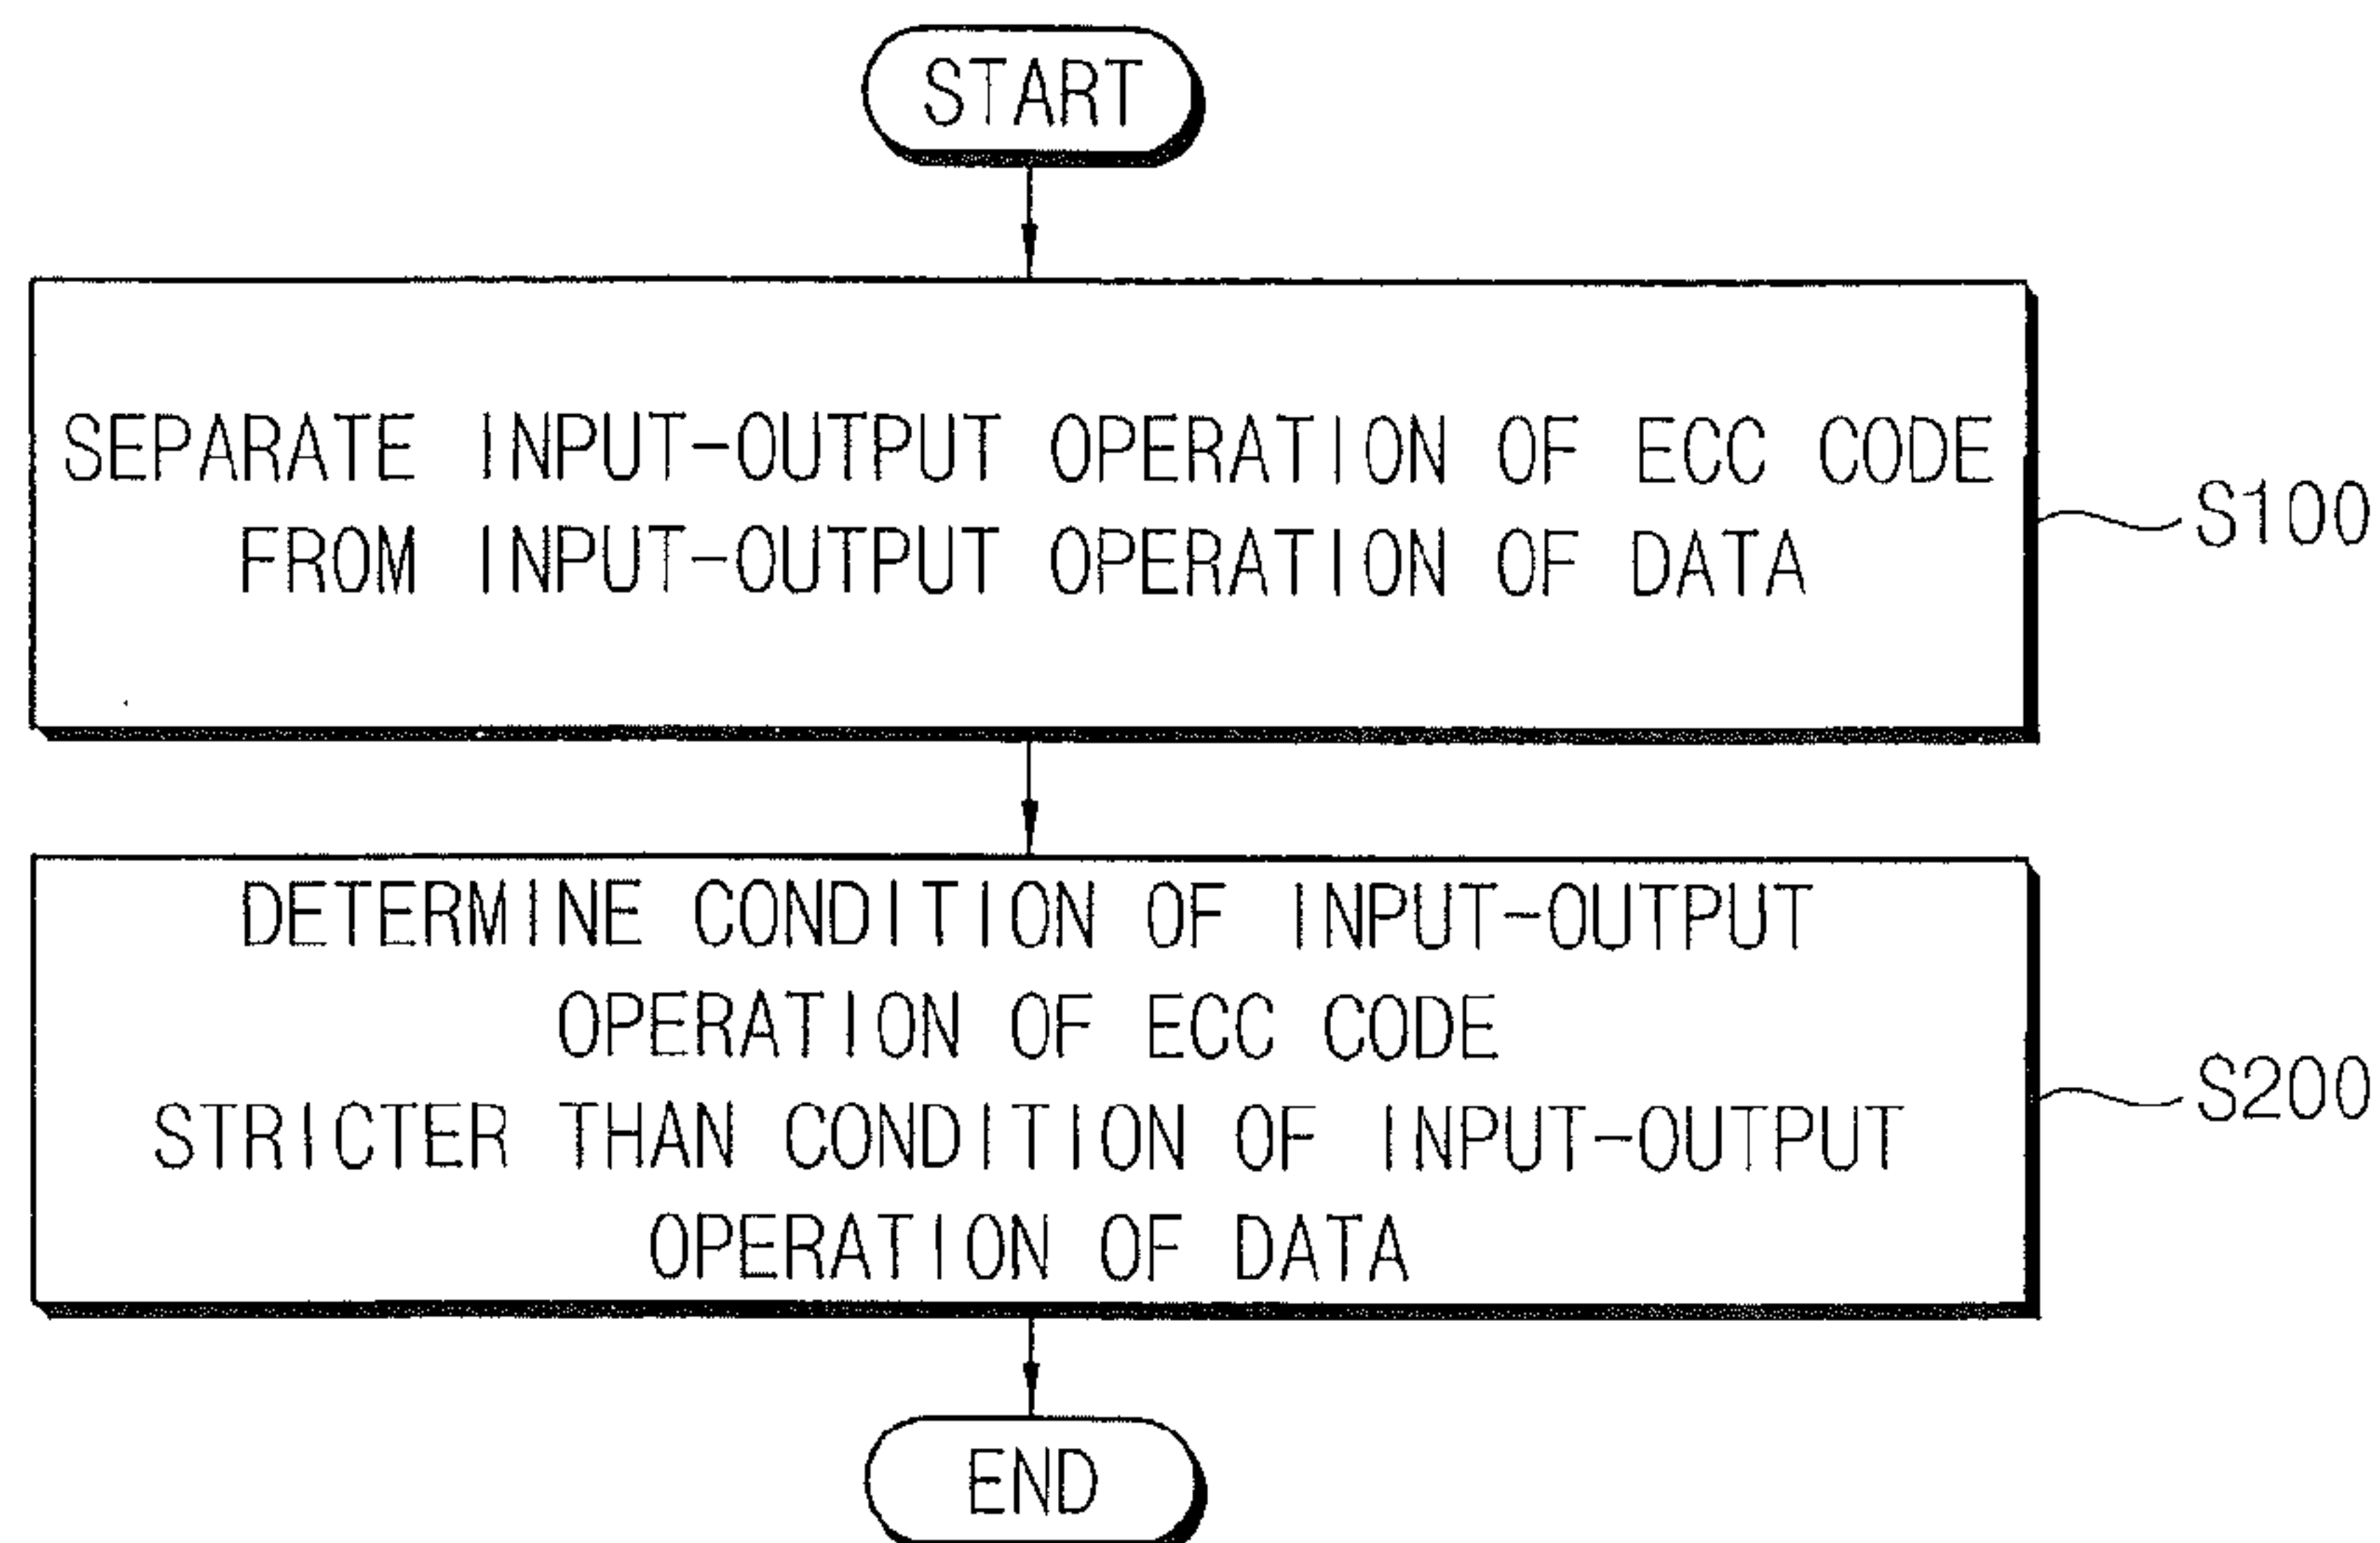 START
SEPARATE INPUT-OUTPUT OPERATION OF ECC CODE
FROM INPUT-OUTPUT OPERATION OF DATA
S100
DETERMINE CONDITION OF INPUT-OUTPUT
OPERATION OF ECC CODE
STRICTER THAN CONDITION OF INPUT-OUTPUT
OPERATION OF DATA
S200
END